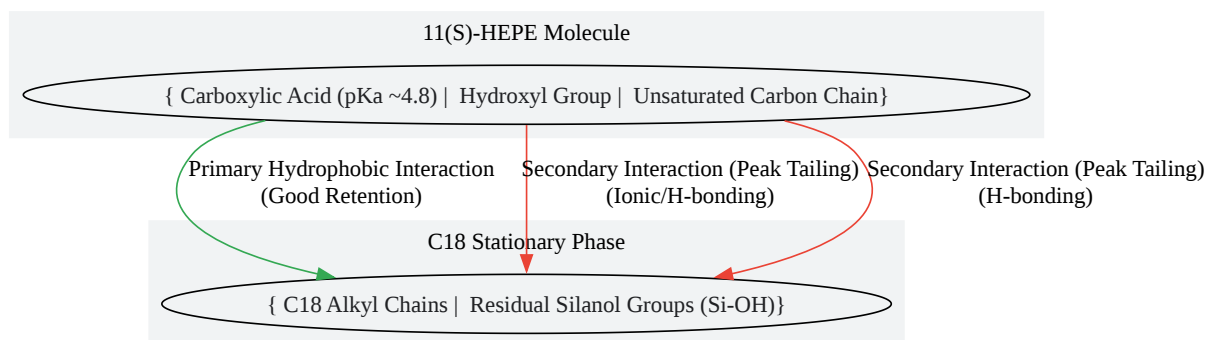 11(S)-HEPE Molecule
{ Carboxylic Acid (pKa ~4.8) | Hydroxyl Group | Unsaturated Carbon Chain}
Primary Hydrophobic Interaction
(Good Retention)
Secondary Interaction (Peak Tailing)
(Ionic/H-bonding)
Secondary Interaction (Peak Tailing)
(H-bonding)
C18 Stationary Phase
{ C18 Alkyl Chains | Residual Silanol Groups (Si-OH)}